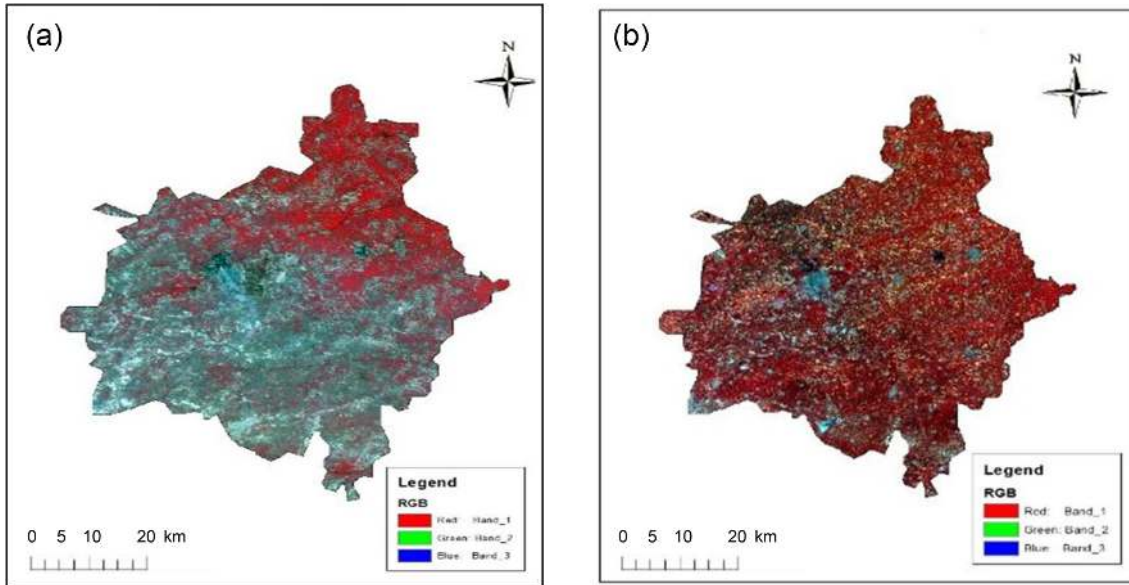 (a)
N
Legend
RGB
Red: Band_1
Green: Band_2
Blue: Band_3
0 5 10 20 km
(b)
N
Legend
RGB
Red: Band_1
Green: Band_2
Blue: Band_3
0 5 10 20 km